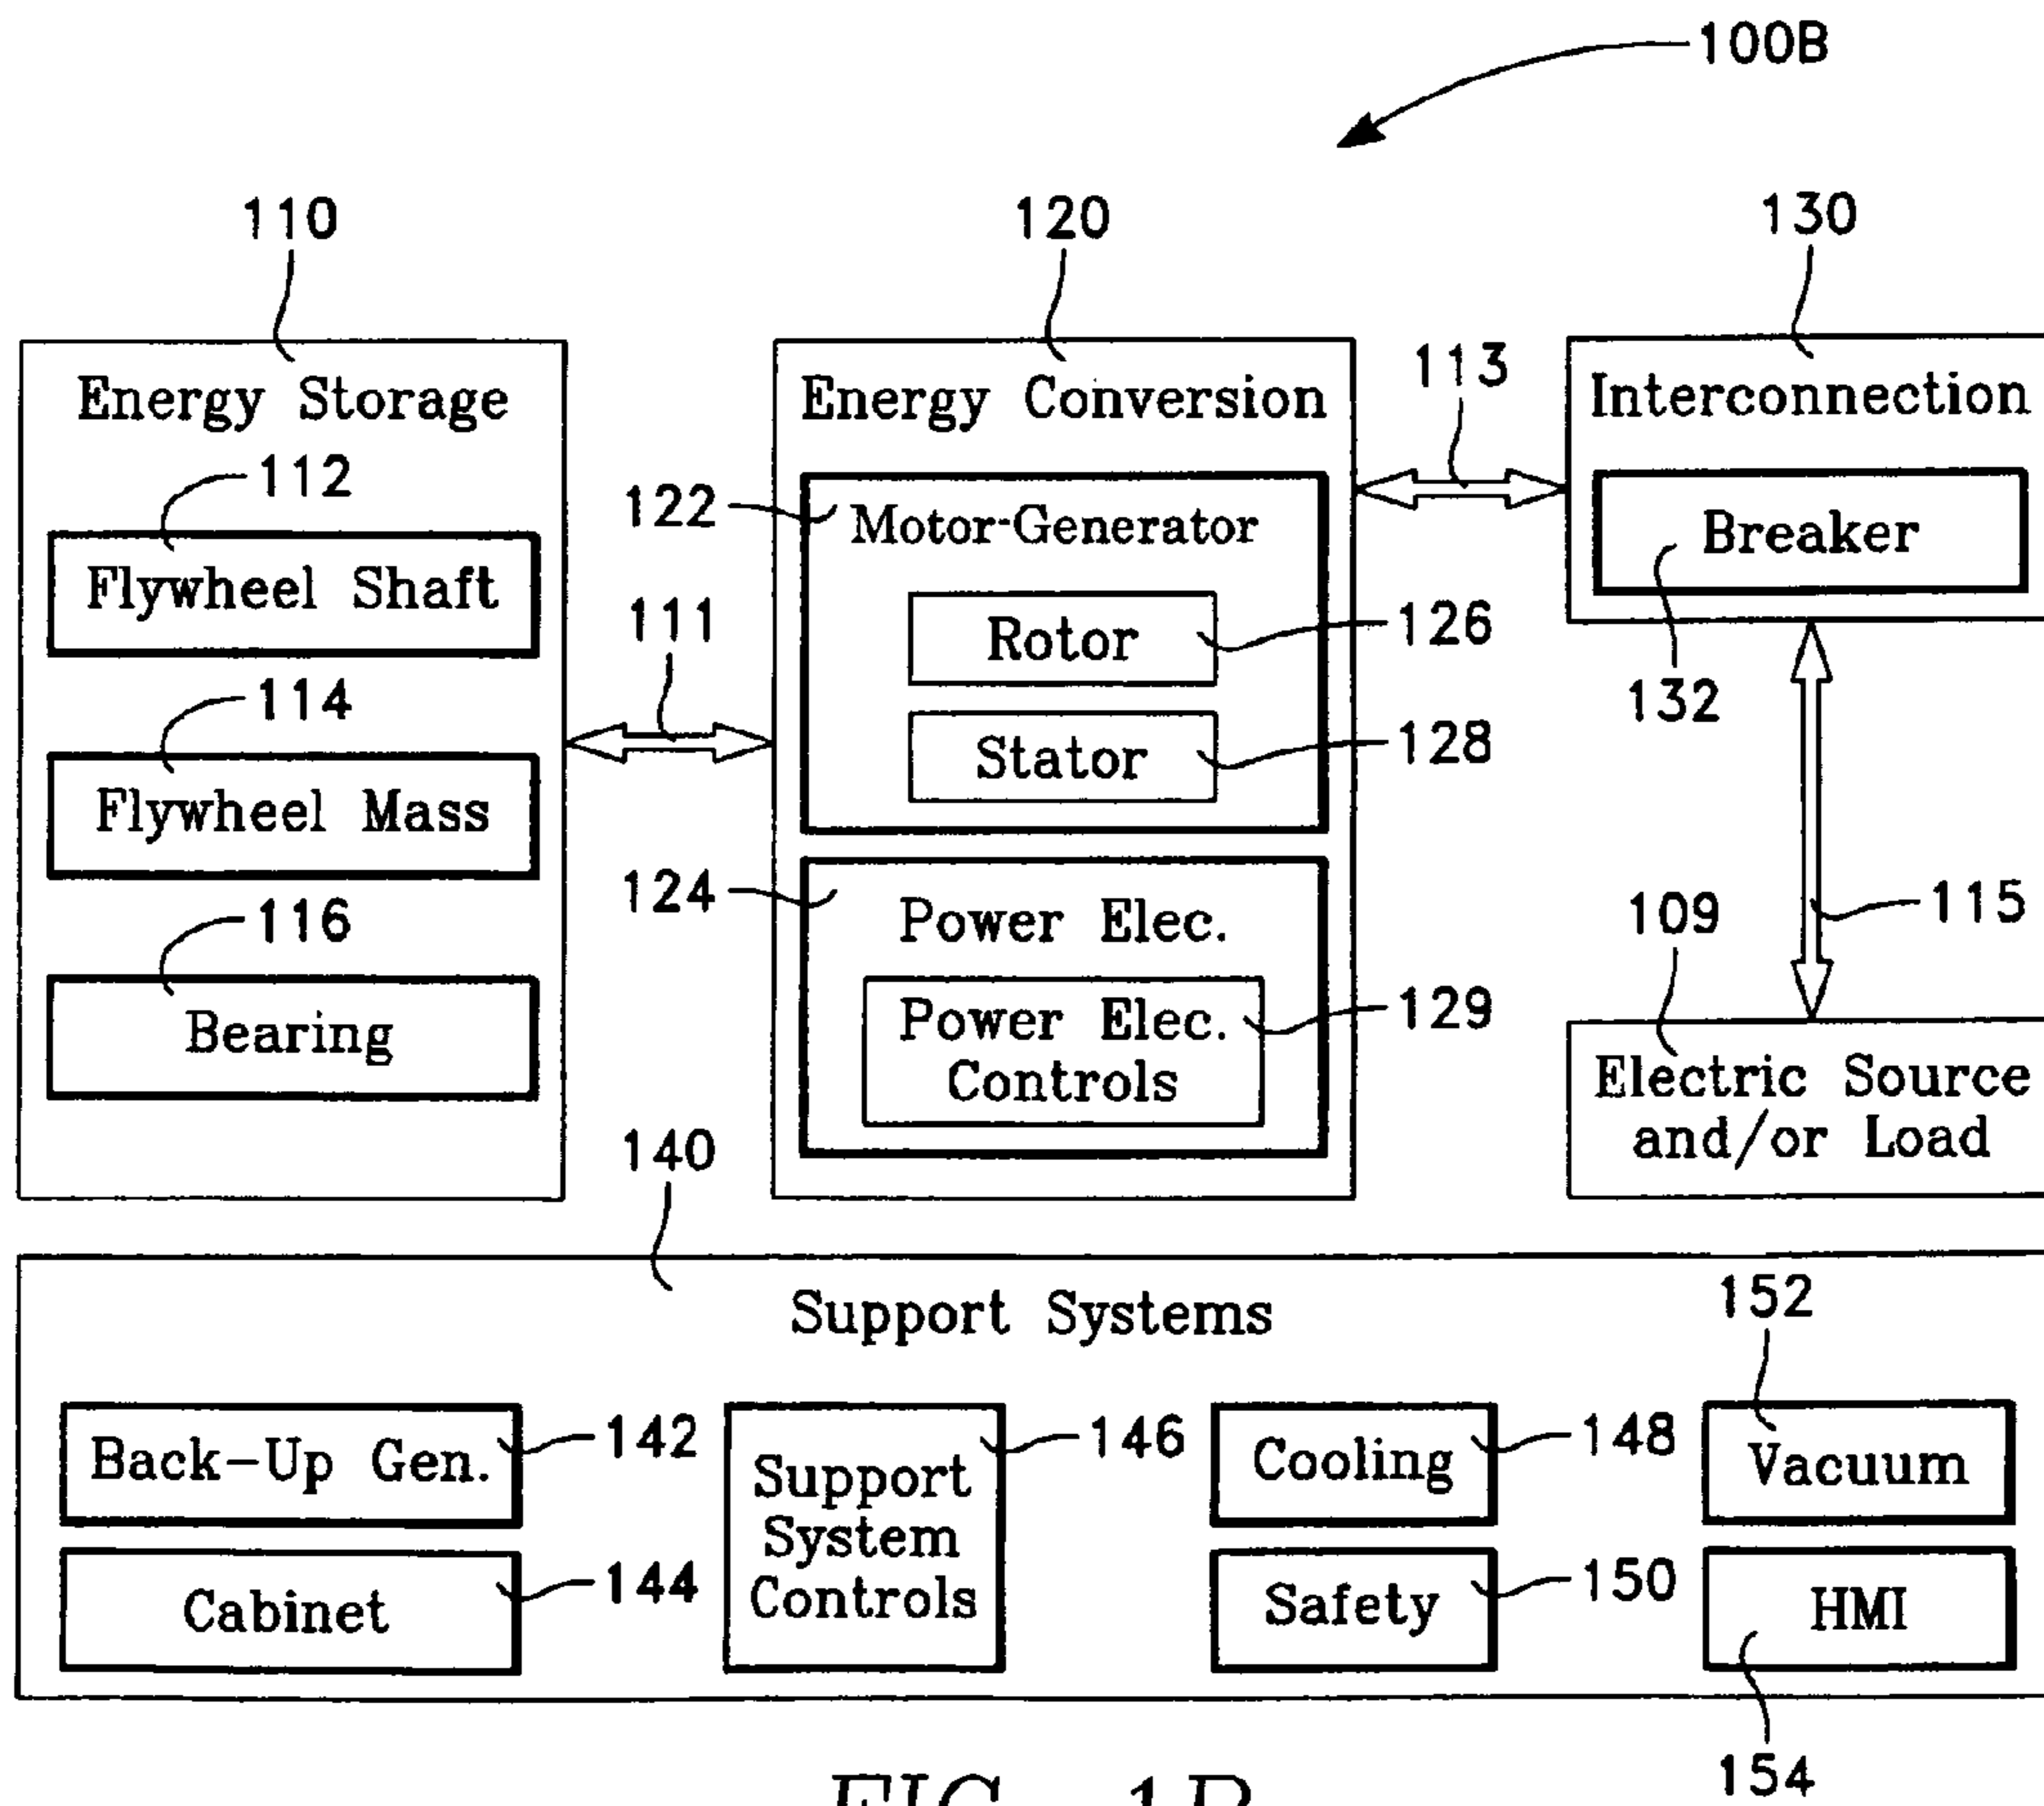 100B
110
120
130
Energy Storage
112
Flywheel Shaft
114
Flywheel Mass
116
Bearing
111
Energy Conversion
122
Motor-Generator
Rotor
126
Stator
128
124
Power Elec.
Power Elec.
Controls
129
113
Interconnection
Breaker
132
115
109
Electric Source
and/or Load
140
Support Systems
Back-Up Gen.
142
Cabinet
144
Support
System
Controls
146
Cooling
148
Safety
150
152
Vacuum
HMI
154
FIG. 1B